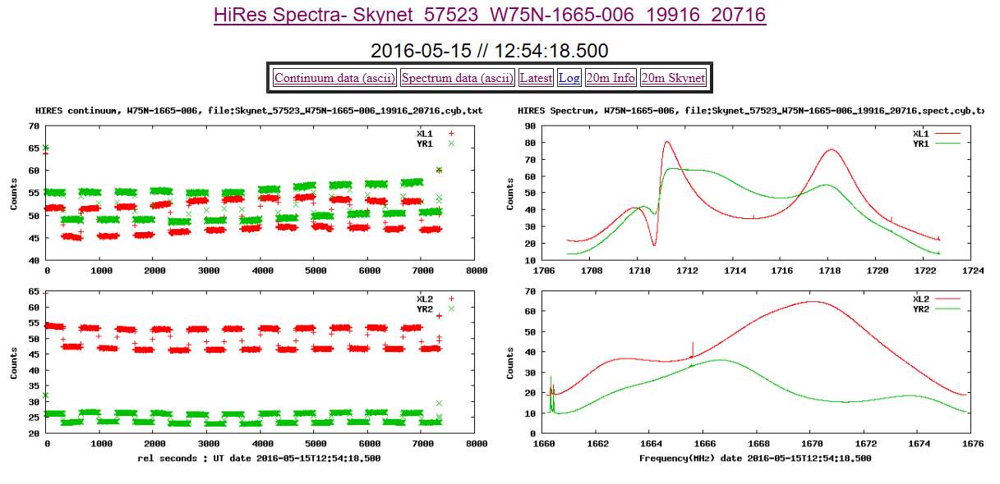 HiRes Spectra- Skynet_57523_W75N-1665-006_19916_20716
2016-05-15 // 12:54:18.500
Continuum data (ascii) Spectrum data (ascii) Latest Log 20m Info 20m Skynet
HIRES continuum, W75N-1665-006, file:Skynet_57523_W75N-1665-006_19916_20716.cyb.txt
70
65
60
55
50
45
40
Counts
XL1
YR1
0 1000 2000 3000 4000 5000 6000 7000 8000
HIRES Spectrum, W75N-1665-006, file:Skynet_57523_W75N-1665-006_19916_20716.spect.cyb.tx
90
80
70
60
50
40
30
20
10
Counts
XL1
YR1
1706 1708 1710 1712 1714 1716 1718 1720 1722 1724
65
60
55
50
45
40
35
30
25
20
Counts
XL2
YR2
0 1000 2000 3000 4000 5000 6000 7000 8000
rel seconds : UT date 2016-05-15T12:54:18.500
70
60
50
40
30
20
10
0
Counts
XL2
YR2
1660 1662 1664 1666 1668 1670 1672 1674 1676
Frequency(MHz) date 2016-05-15T12:54:18.500